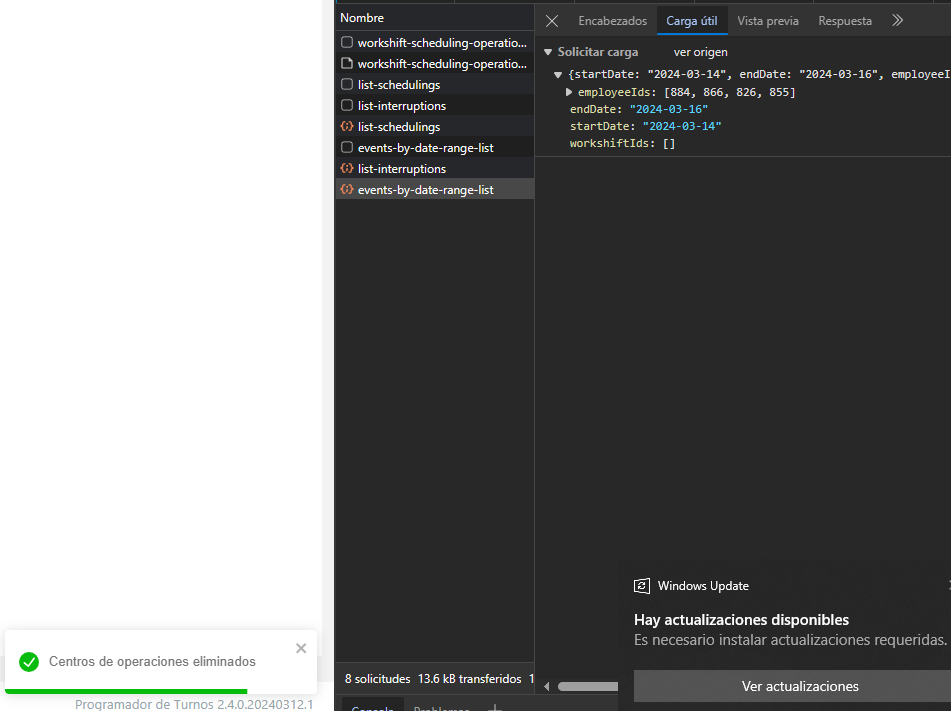 Nombre
workshift-scheduling-operatio...
workshift-scheduling-operatio...
list-schedulings
list-interruptions
list-schedulings
events-by-date-range-list
list-interruptions
events-by-date-range-list
8 solicitudes 13.6 kB transferidos 1
Encabezados Carga útil Vista previa Respuesta
Solicitar carga ver origen
{startDate: "2024-03-14", endDate: "2024-03-16", employeeI
employeeIds: [884, 866, 826, 855]
endDate: "2024-03-16"
startDate: "2024-03-14"
workshiftIds: []
Windows Update
Hay actualizaciones disponibles
Es necesario instalar actualizaciones requeridas.
Ver actualizaciones
Centros de operaciones eliminados
Programador de Turnos 2.4.0.20240312.1
Consola Problemas